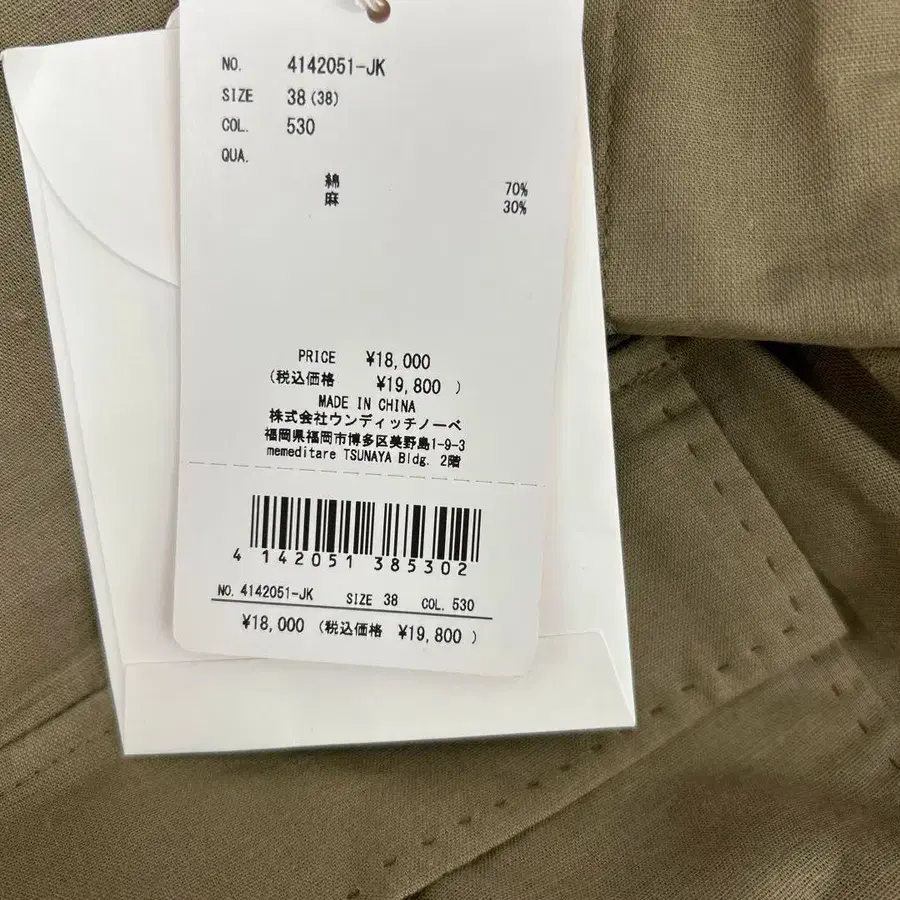 NO. 4142051-JK
SIZE 38(38)
COL. 530
QUA.
綿 70%
麻 30%
PRICE ¥18,000
(税込価格 ¥19,800 )
MADE IN CHINA
株式会社ウンディッチノーベ
福岡県福岡市博多区美野島1-9-3
memeditare TSUNAYA Bldg. 2階
4 142051 385302
NO. 4142051-JK SIZE 38 COL. 530
¥18,000 (税込価格 ¥19,800 )